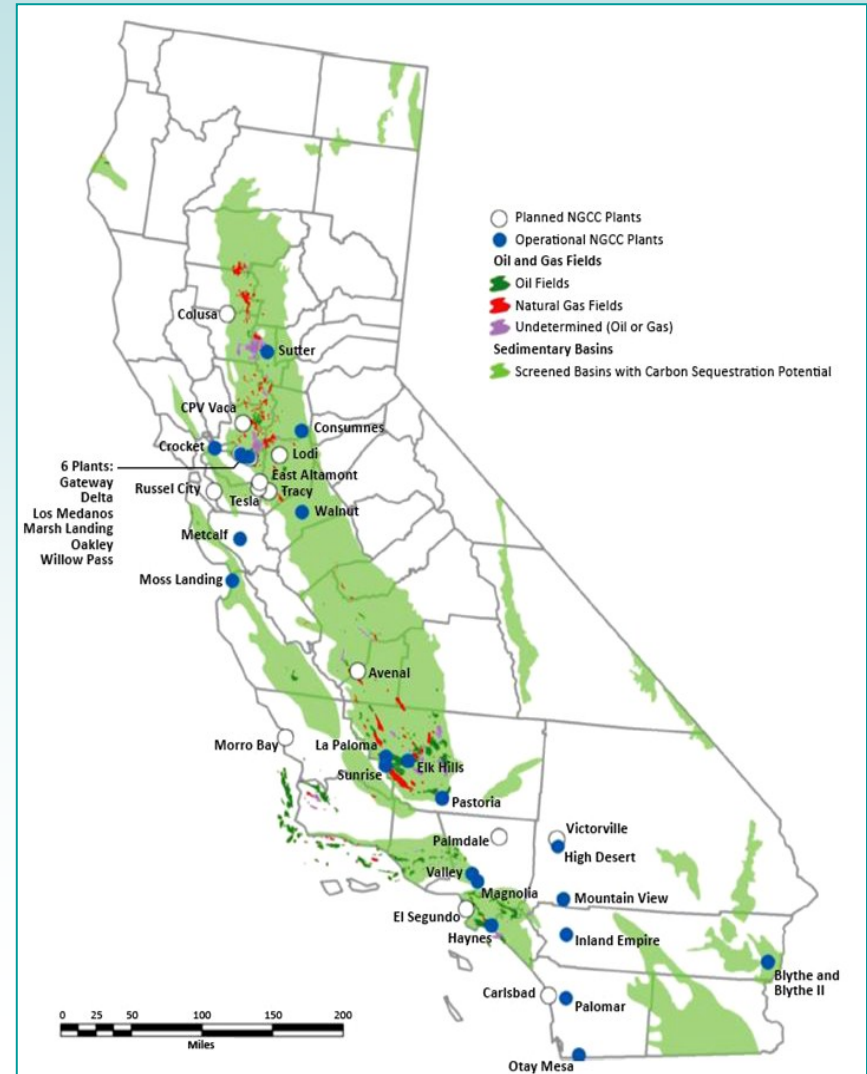 Planned NGCC Plants
Operational NGCC Plants
Oil and Gas Fields
Oil Fields
Natural Gas Fields
Undetermined (Oil or Gas)
Sedimentary Basins
Screened Basins with Carbon Sequestration Potential
Colusa
Sutter
CPV Vaca
Consumnes
Crocket
Lodi
6 Plants:
Gateway
Delta
Los Medanos
Marsh Landing
Oakley
Willow Pass
East Altamont
Russel City
Tesla
Tracy
Walnut
Metcalf
Moss Landing
Avenal
Morro Bay
La Paloma
Elk Hills
Sunrise
Pastoria
Palmdale
Victorville
High Desert
Valley
Magnolia
Mountain View
El Segundo
Haynes
Inland Empire
Blythe and
Blythe II
Carlsbad
Palomar
Otay Mesa
0 25 50 100 150 200
Miles